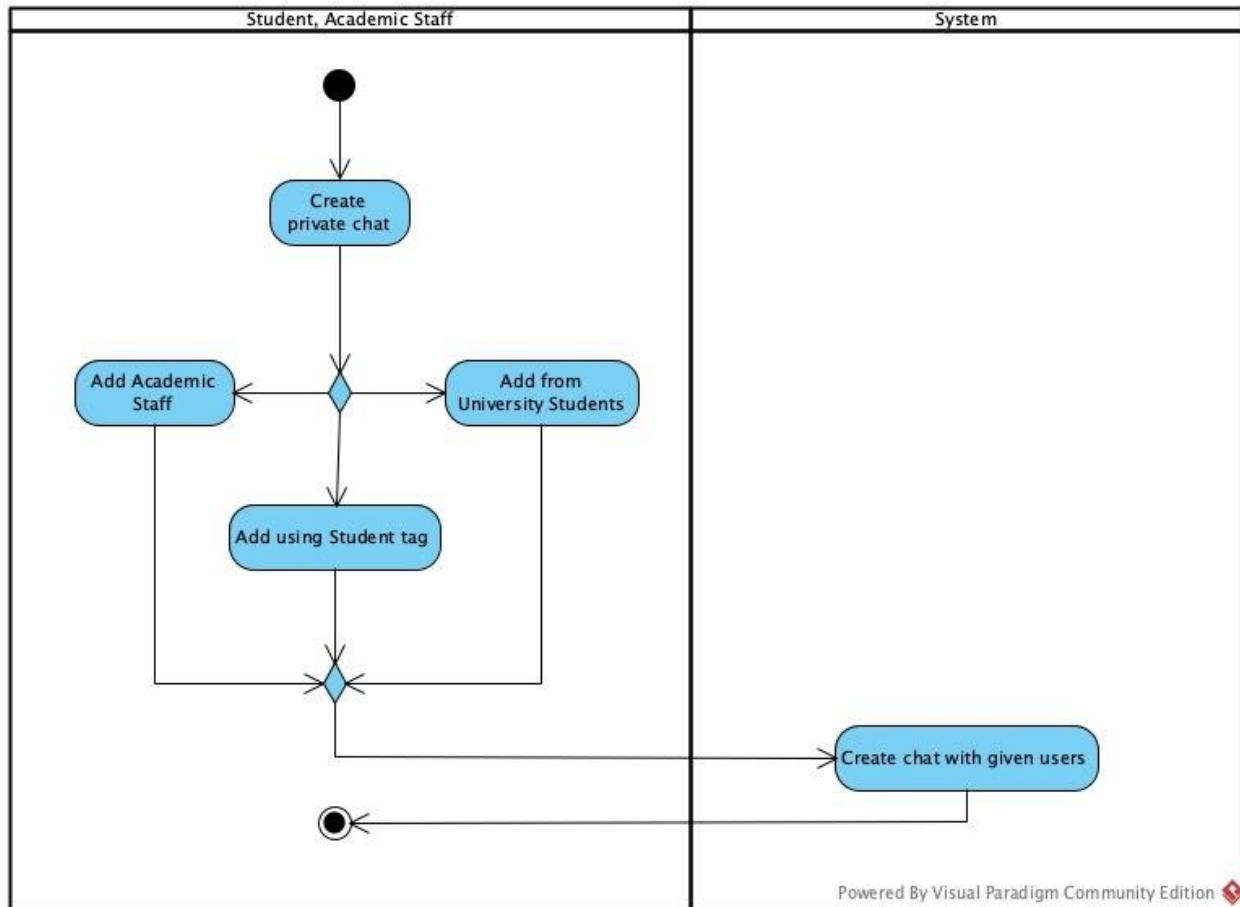 Student, Academic Staff
System
Create
private chat
Add Academic
Staff
Add from
University Students
Add using Student tag
Create chat with given users
Powered By Visual Paradigm Community Edition